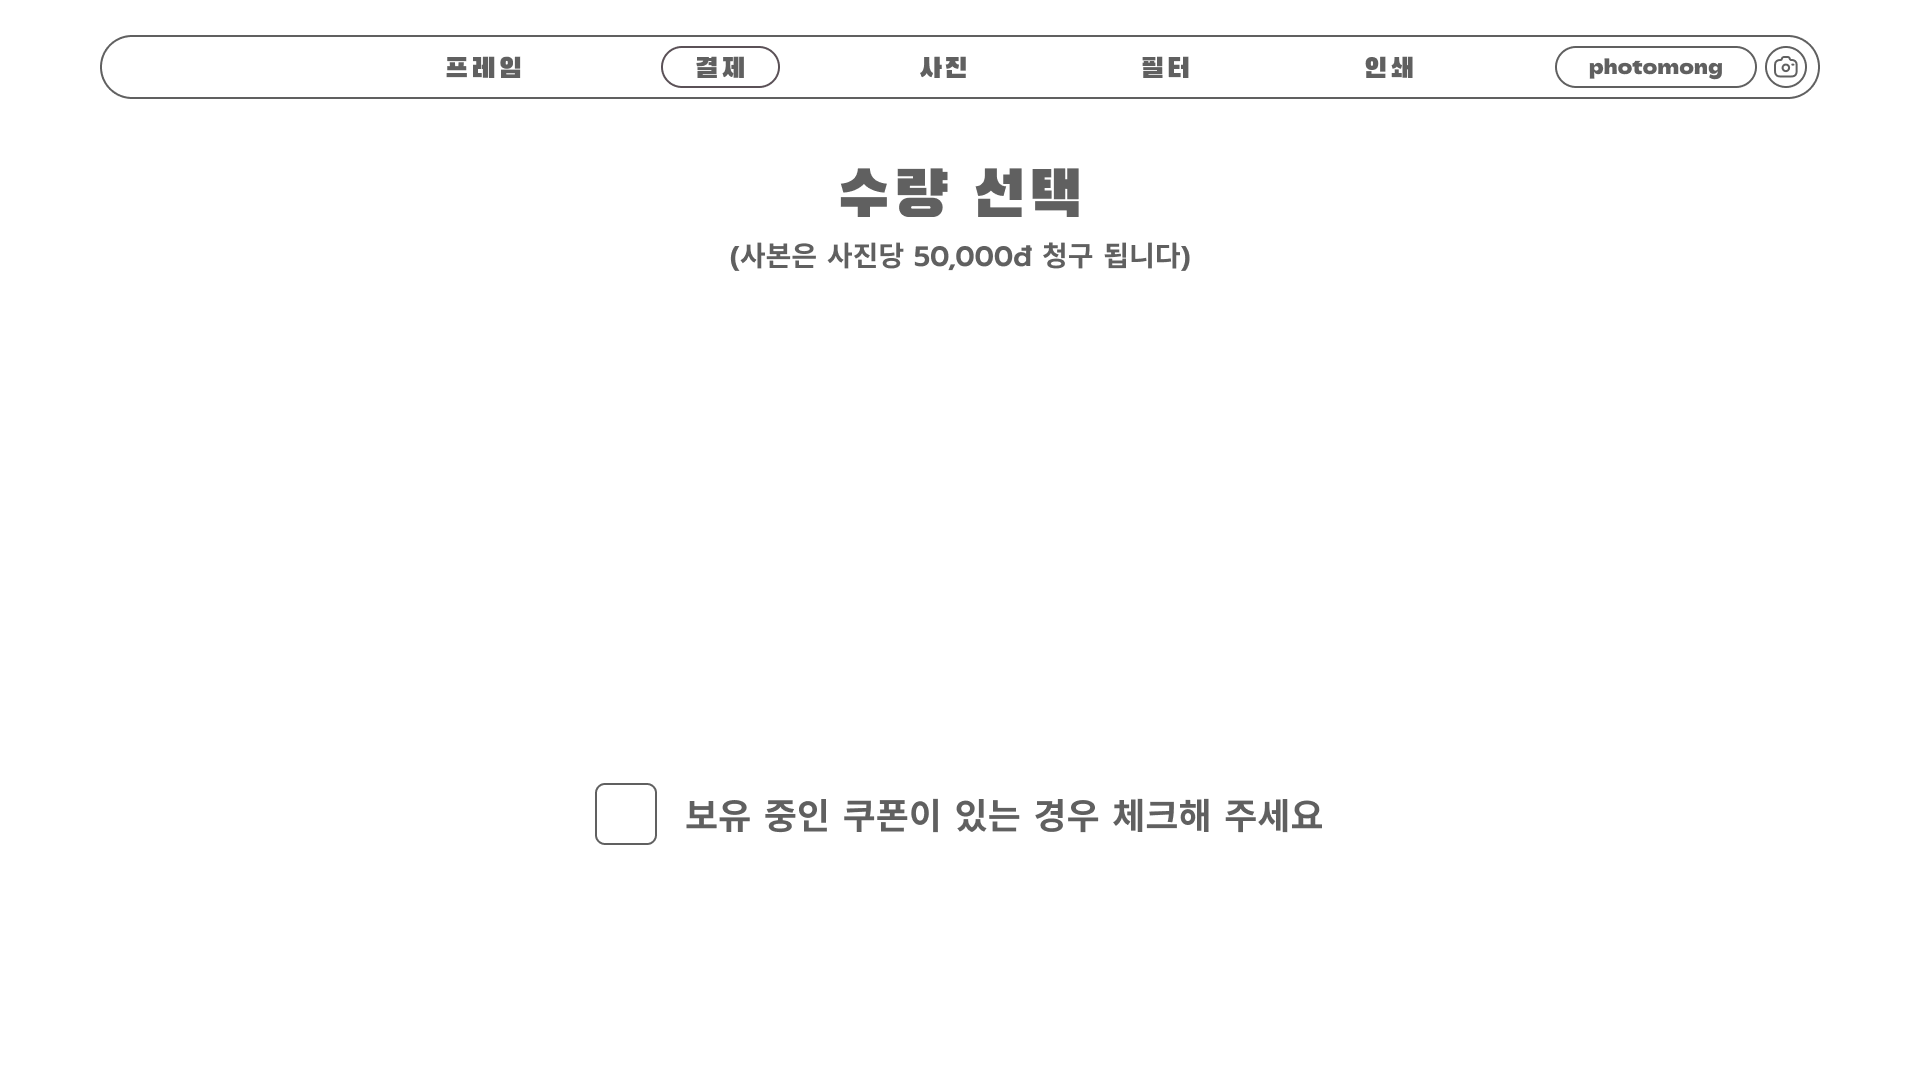 프레임 결제 사진 필터 인쇄 photomong
수량 선택
(사본은 사진당 50,000đ 청구 됩니다)
보유 중인 쿠폰이 있는 경우 체크해 주세요